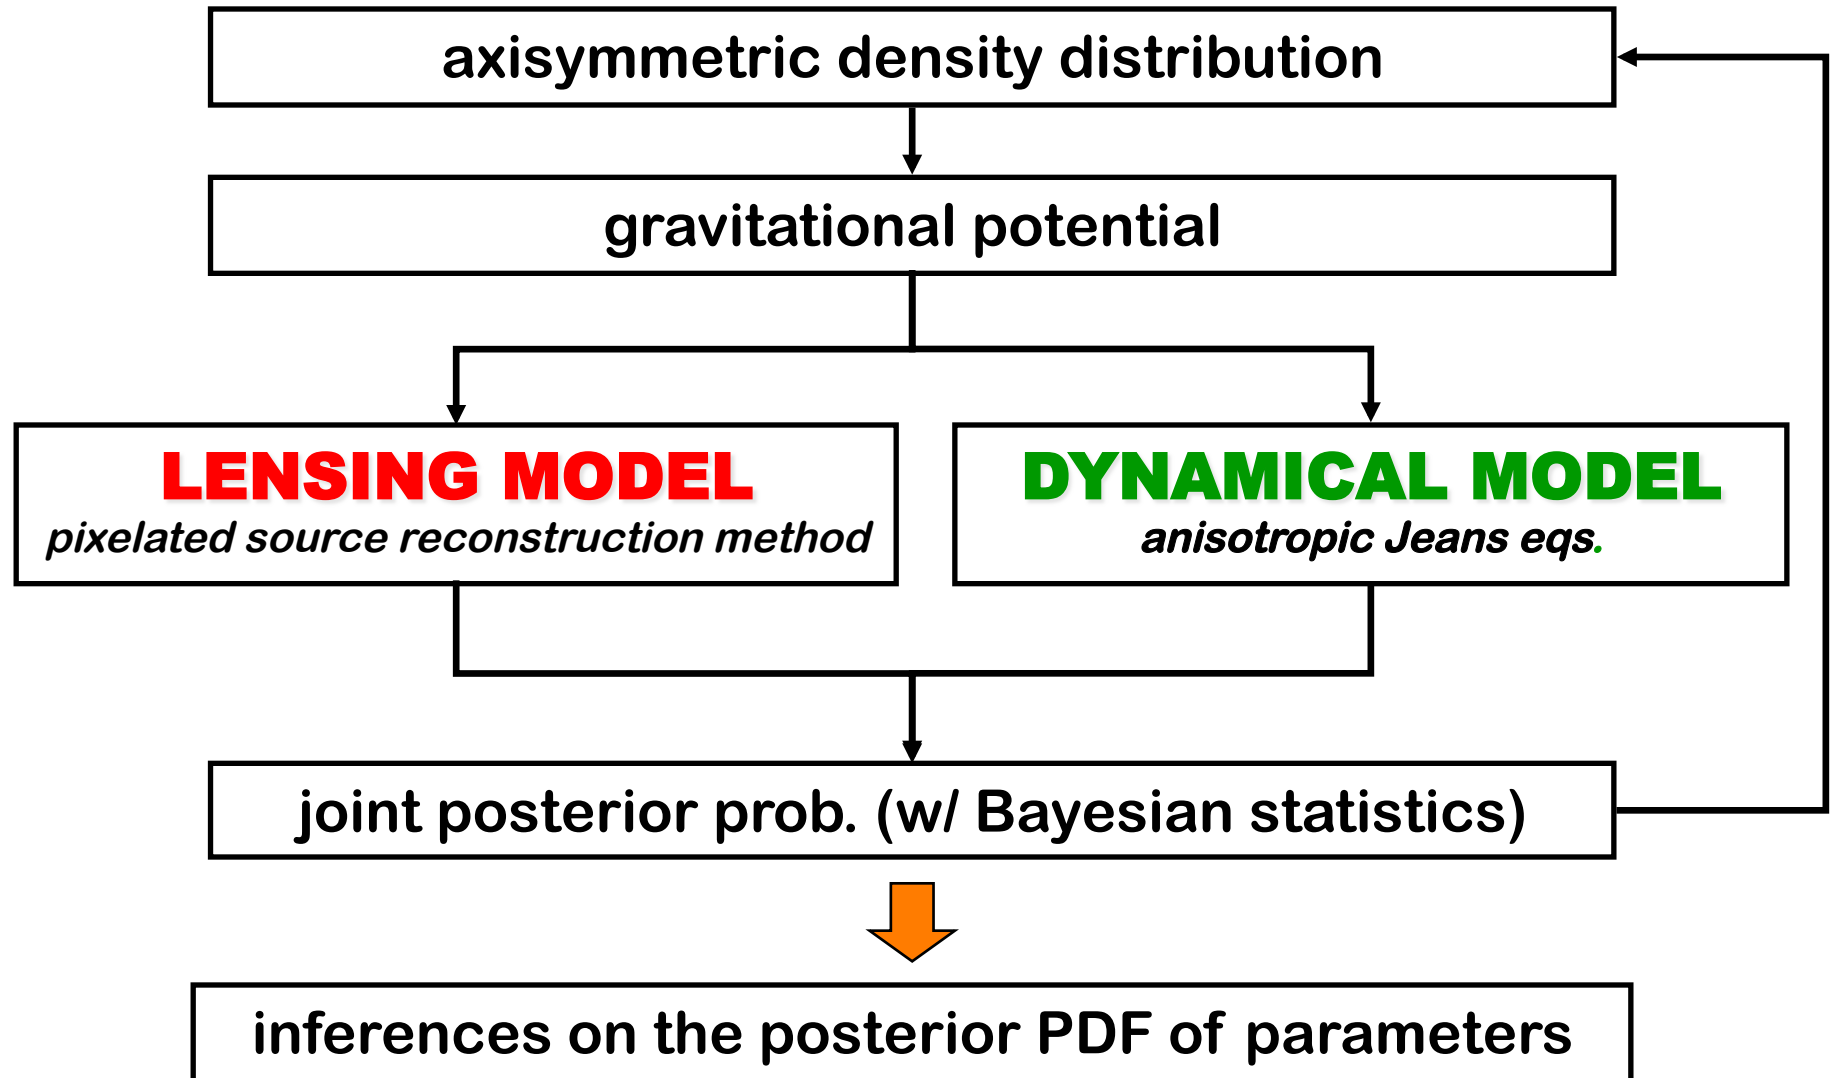 axisymmetric density distribution
gravitational potential
LENSING MODEL
pixelated source reconstruction method
DYNAMICAL MODEL
anisotropic Jeans eqs.
joint posterior prob. (w/ Bayesian statistics)
inferences on the posterior PDF of parameters